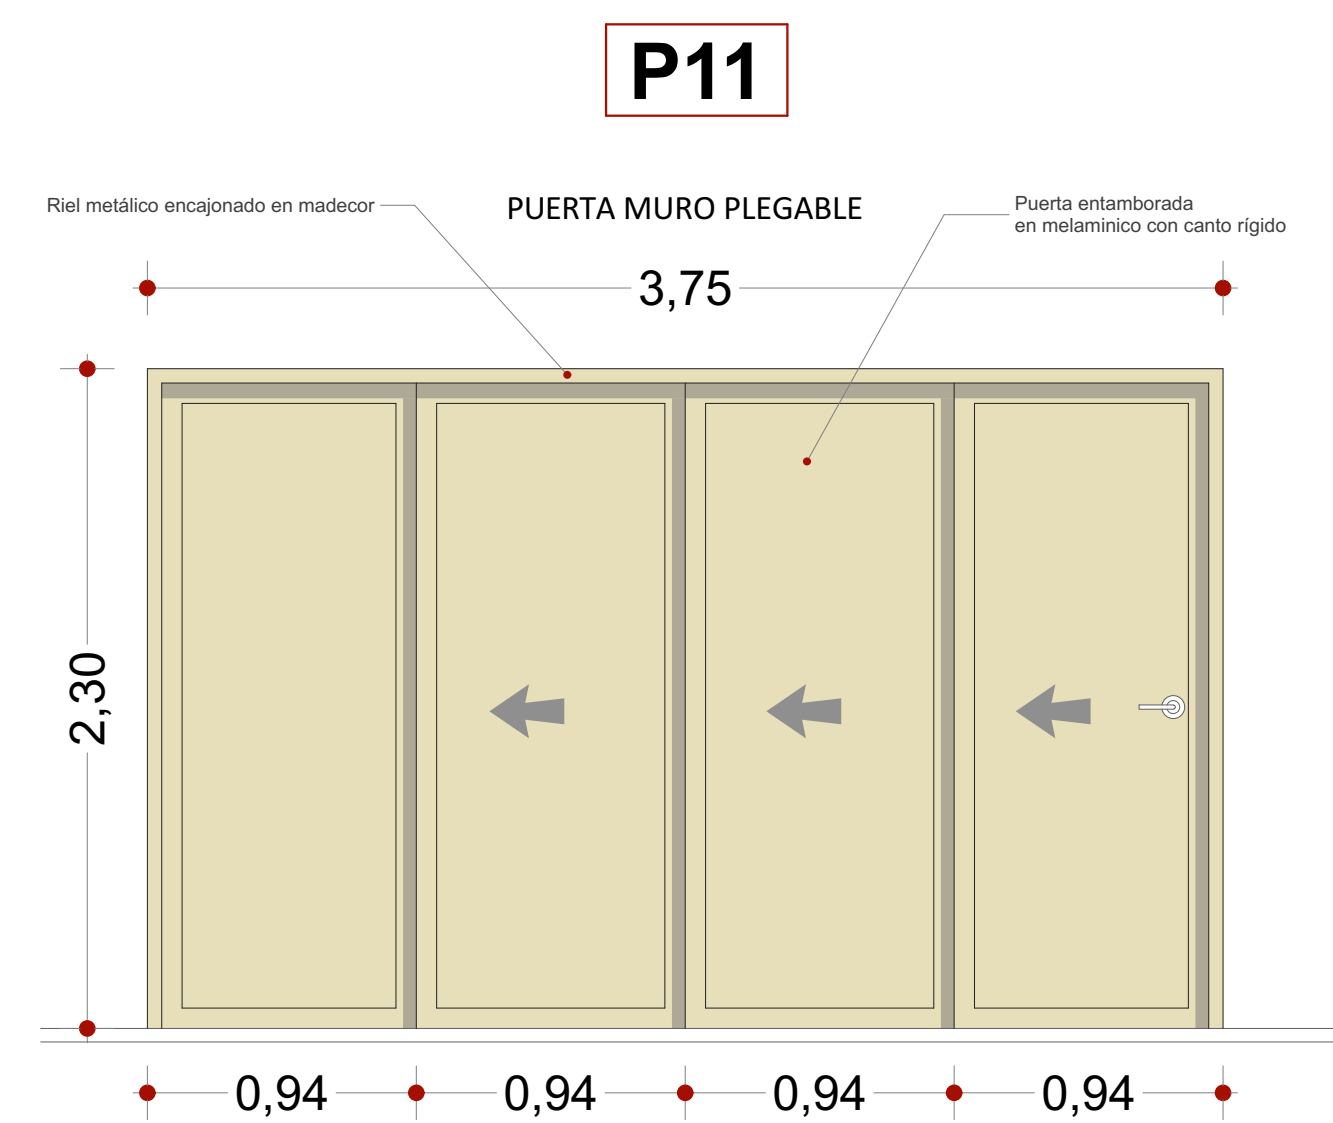 P11
Riel metálico encajonado en madecor
PUERTA MURO PLEGABLE
Puerta entamborada
en melaminico con canto rígido
3,75
2,30
0,94
0,94
0,94
0,94